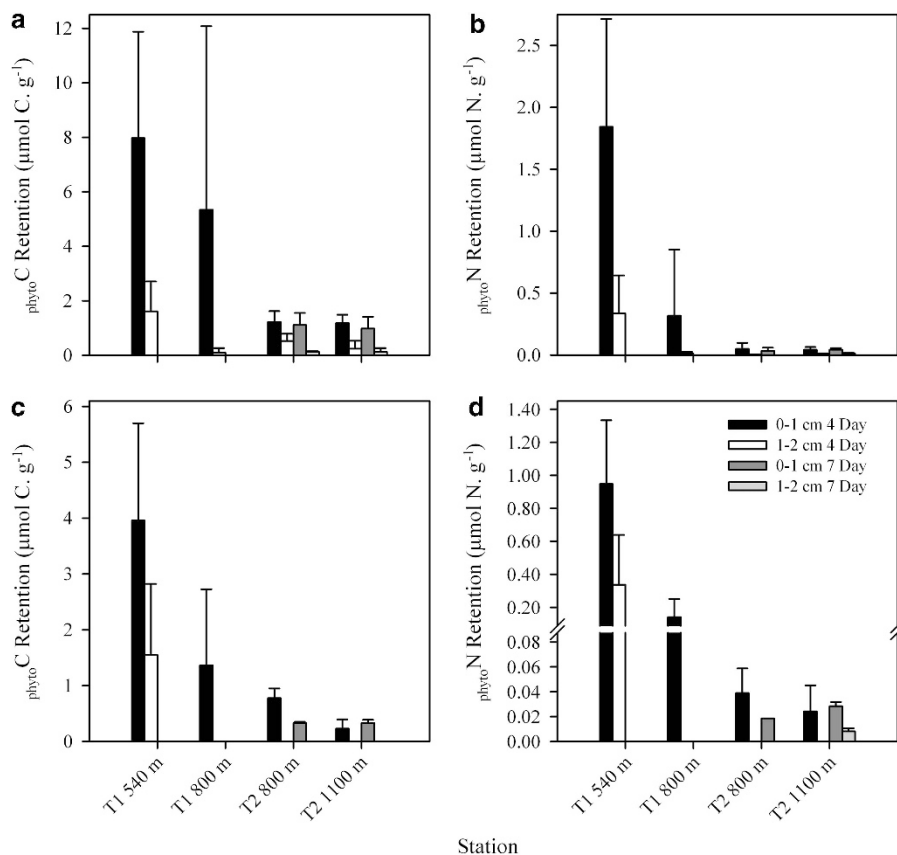 a
phytoC Retention (µmol C. g⁻¹)
12
10
8
6
4
2
0
b
phytoN Retention (µmol N. g⁻¹)
2.5
2.0
1.5
1.0
0.5
0.0
c
phytoC Retention (µmol C. g⁻¹)
6
5
4
3
2
1
0
T1 540 m
T1 800 m
T2 800 m
T2 1100 m
d
phytoN Retention (µmol N. g⁻¹)
1.40
1.20
1.00
0.80
0.60
0.40
0.20
0.08
0.06
0.04
0.02
0.00
0-1 cm 4 Day
1-2 cm 4 Day
0-1 cm 7 Day
1-2 cm 7 Day
T1 540 m
T1 800 m
T2 800 m
T2 1100 m
Station